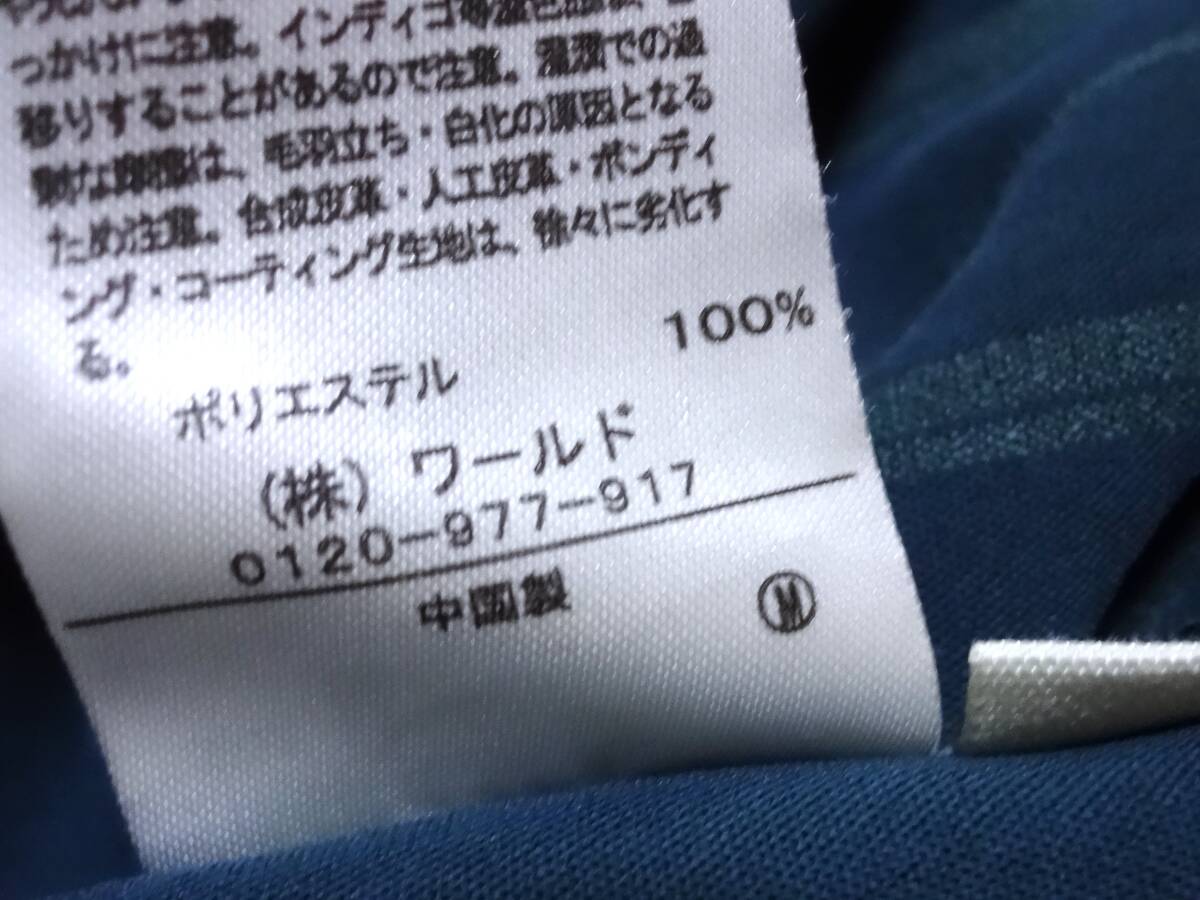 っかけに注意。インディゴ等濃色
移りすることがあるので注意。湿潤での過
激な摩擦は、毛羽立ち・白化の原因となる
ため注意。合成皮革・人工皮革・ボンディ
ング・コーティング生地は、徐々に劣化す
る。
ポリエステル 100%
(株) ワールド
0120-977-917
中国製 Ⓜ